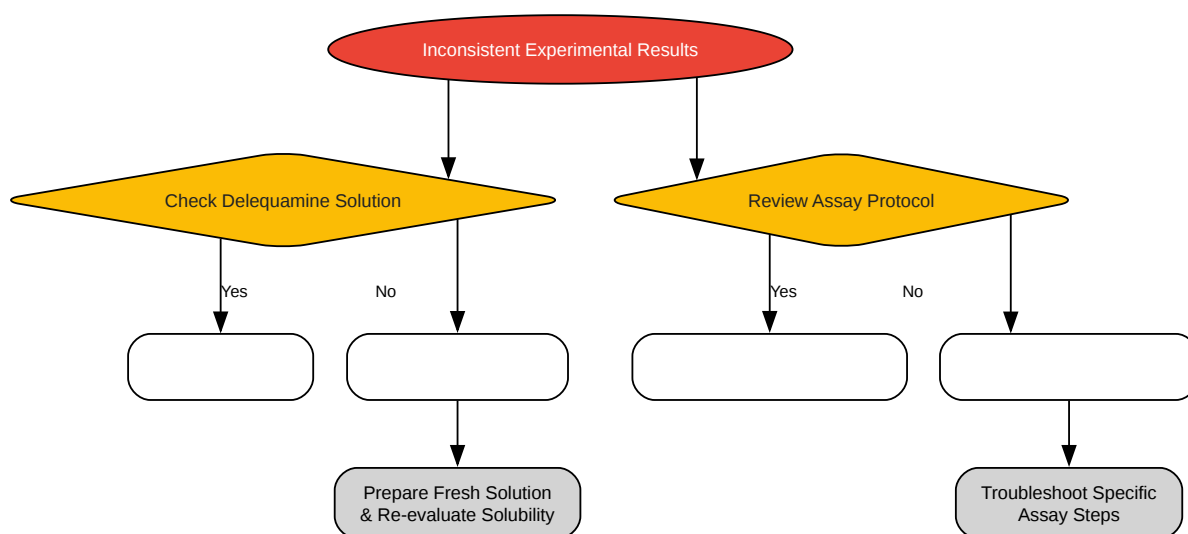 Inconsistent Experimental Results
Check Delequamine Solution
Review Assay Protocol
Yes
No
Yes
No
Prepare Fresh Solution
& Re-evaluate Solubility
Troubleshoot Specific
Assay Steps